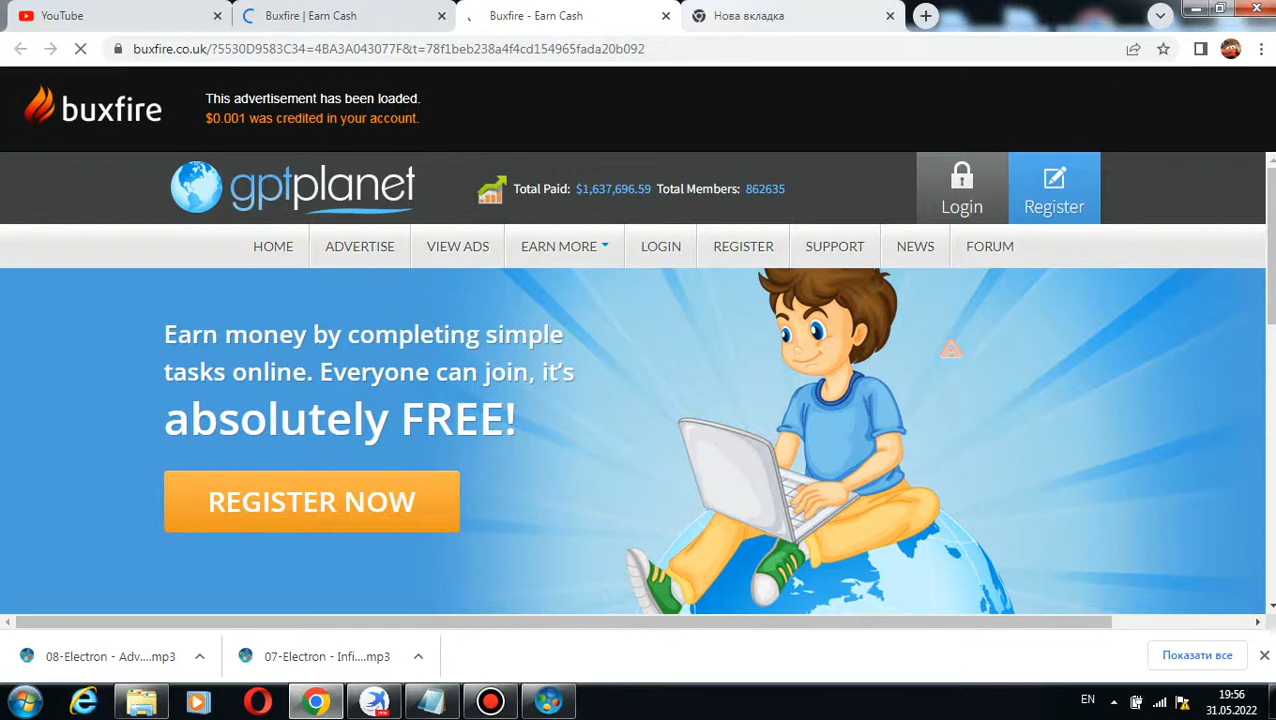 YouTube
Buxfire | Earn Cash
Buxfire - Earn Cash
Нова вкладка
buxfire.co.uk/?5530D9583C34=4BA3A043077F&t=78f1beb238a4f4cd154965fada20b092
buxfire
This advertisement has been loaded.
$0.001 was credited in your account.
gptplanet
Total Paid: $1,637,696.59 Total Members: 862635
Login
Register
HOME
ADVERTISE
VIEW ADS
EARN MORE
LOGIN
REGISTER
SUPPORT
NEWS
FORUM
Earn money by completing simple
tasks online. Everyone can join, it's
absolutely FREE!
REGISTER NOW
08-Electron - Adv....mp3
07-Electron - Infi....mp3
Показати все
EN
19:56
31.05.2022